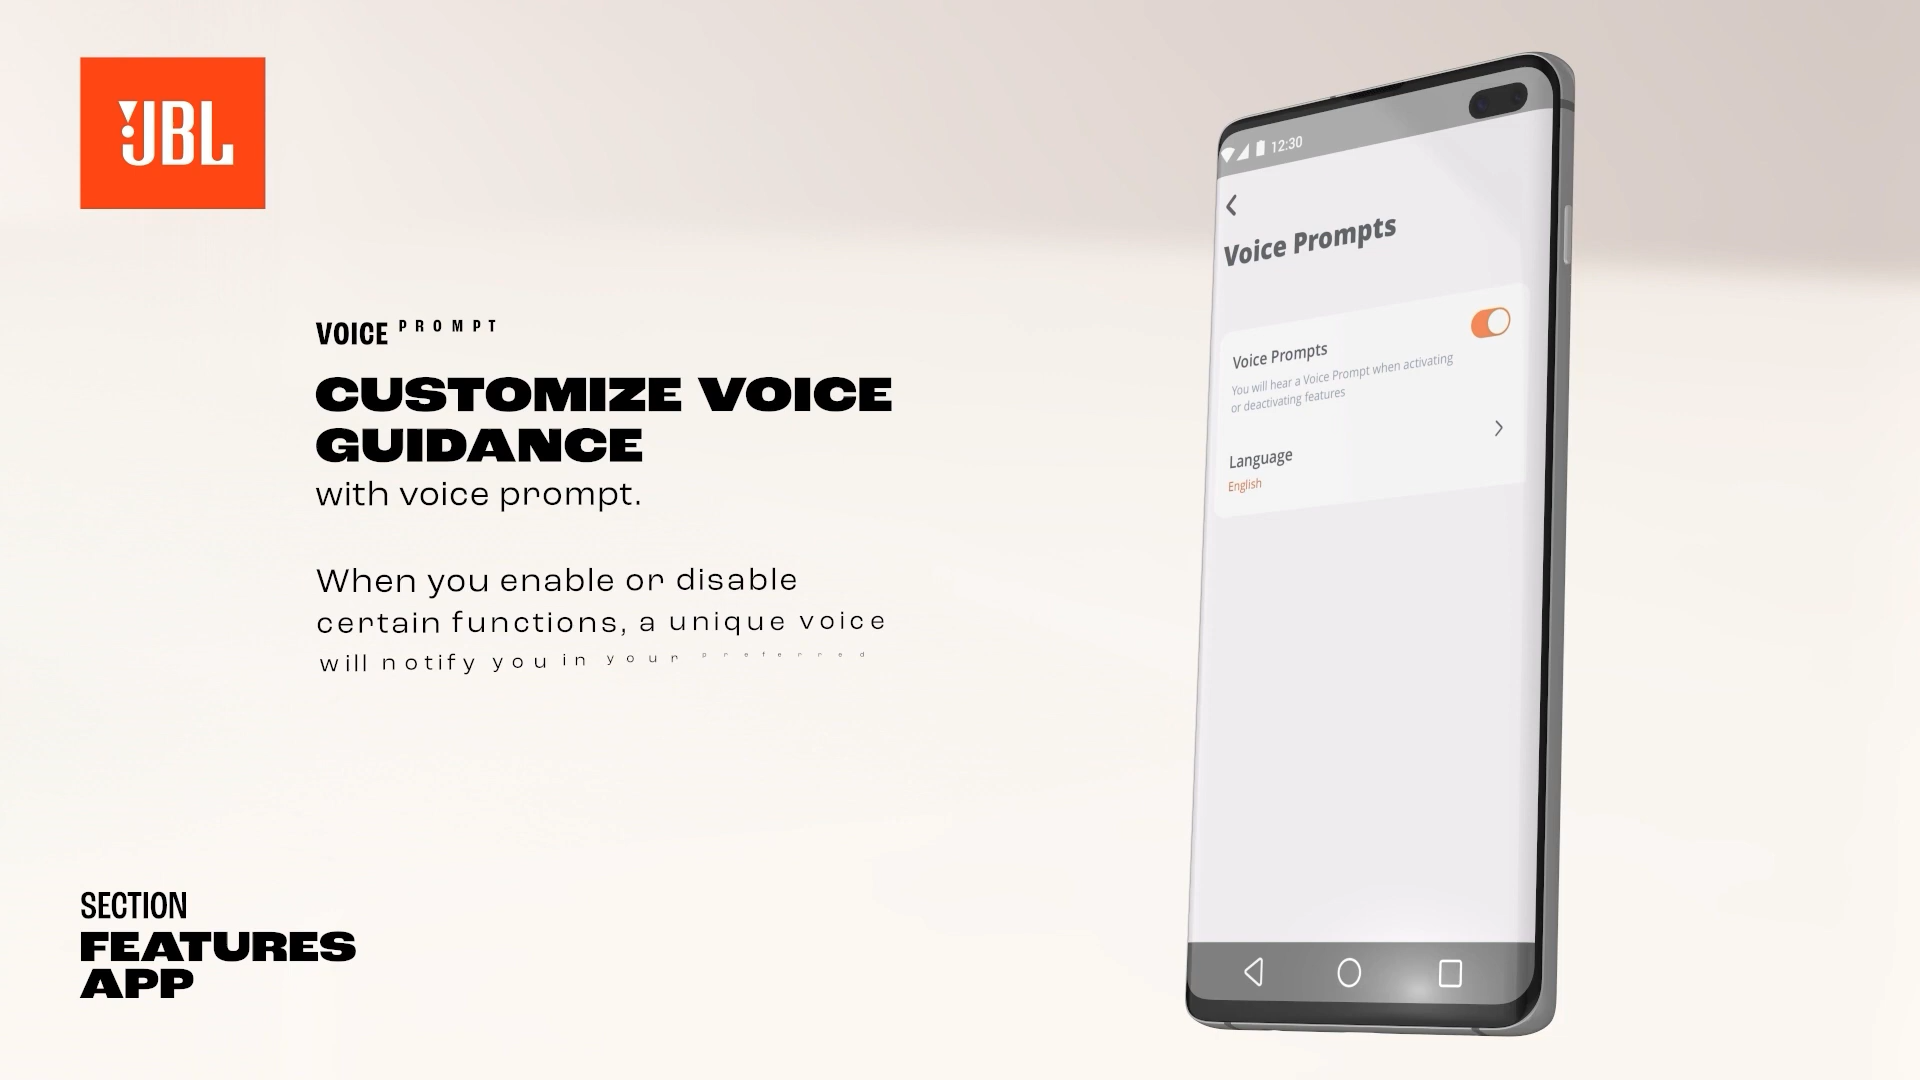 JBL
VOICE PROMPT
CUSTOMIZE VOICE
GUIDANCE
with voice prompt.
When you enable or disable
certain functions, a unique voice
will notify you in your preferred
SECTION
FEATURES
APP
12:30
Voice Prompts
Voice Prompts
You will hear a Voice Prompt when activating
or deactivating features
Language
English